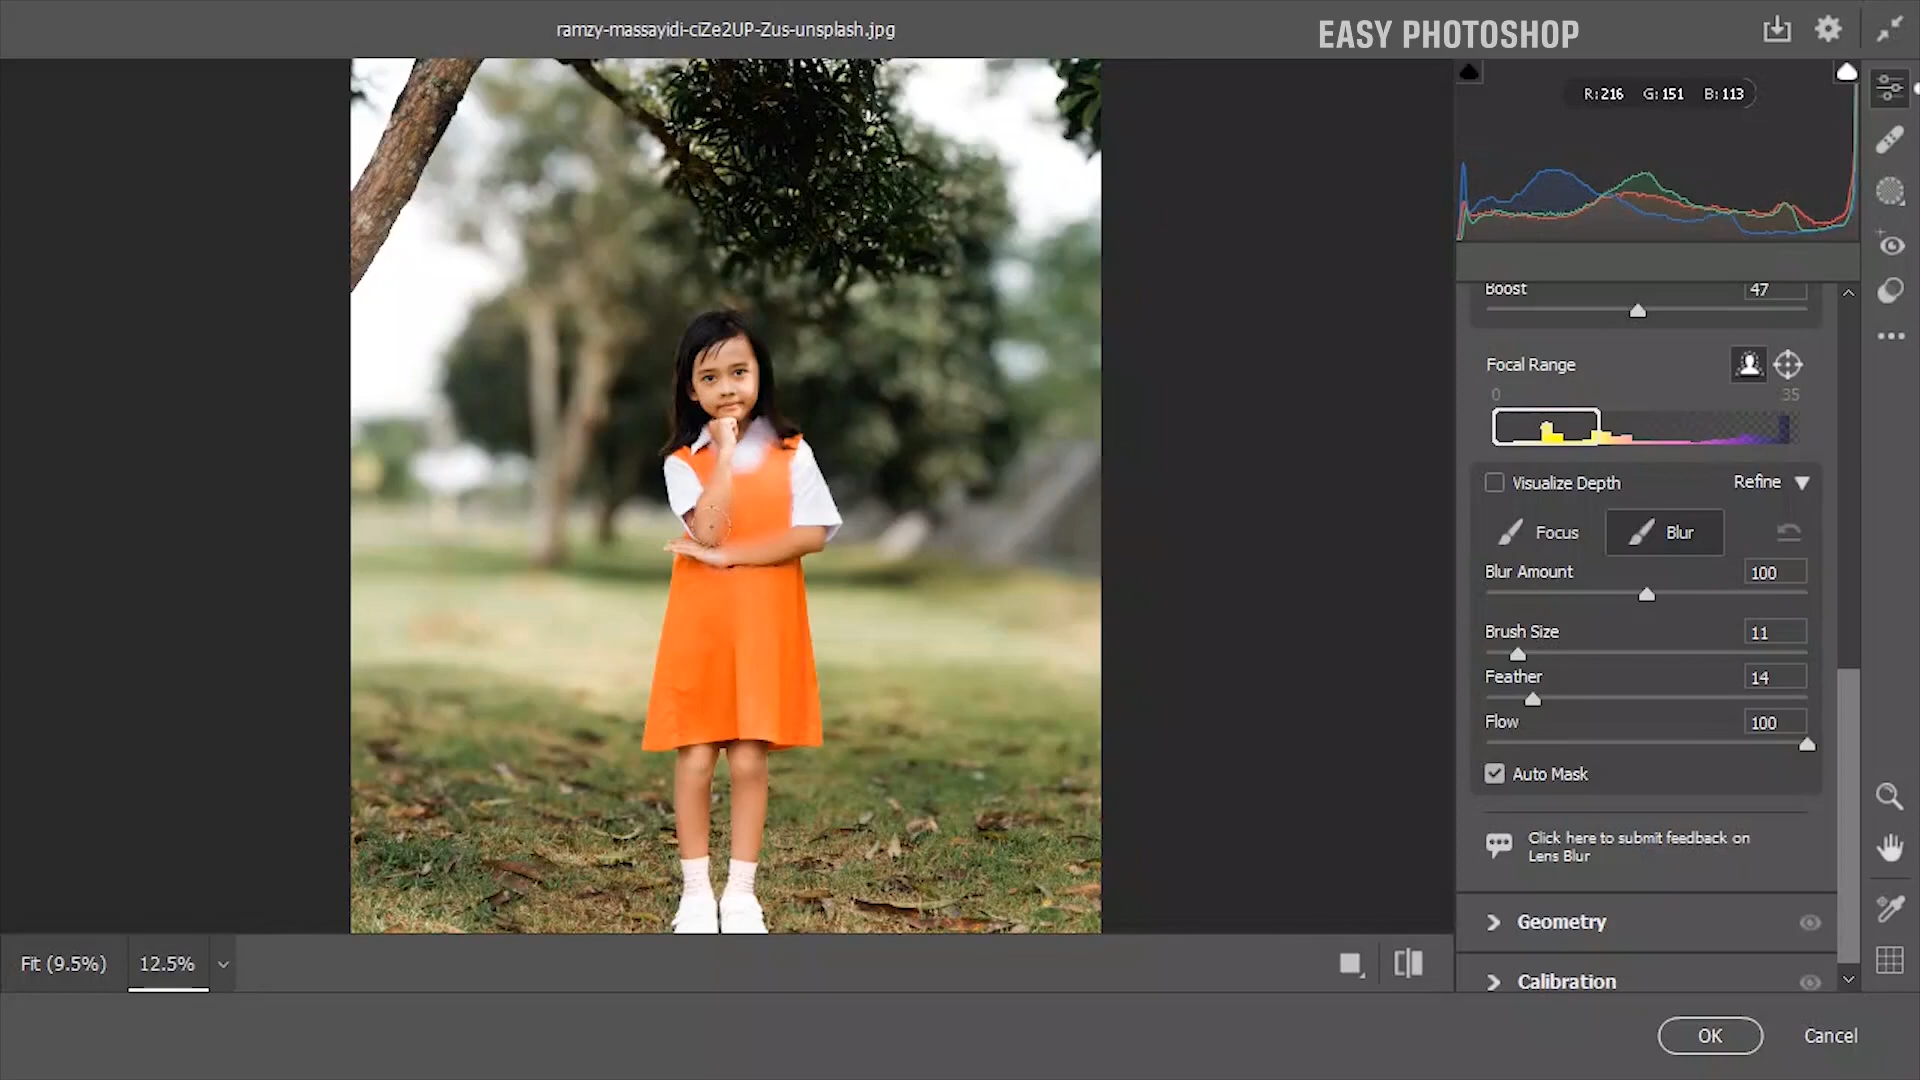 ramzy-massayidi-ciZe2UP-Zus-unsplash.jpg
EASY PHOTOSHOP
R: 216 G: 151 B: 113
Boost 47
Focal Range
0 35
Visualize Depth Refine
Focus Blur
Blur Amount 100
Brush Size 11
Feather 14
Flow 100
Auto Mask
Click here to submit feedback on
Lens Blur
Geometry
Calibration
Fit (9.5%) 12.5%
OK Cancel